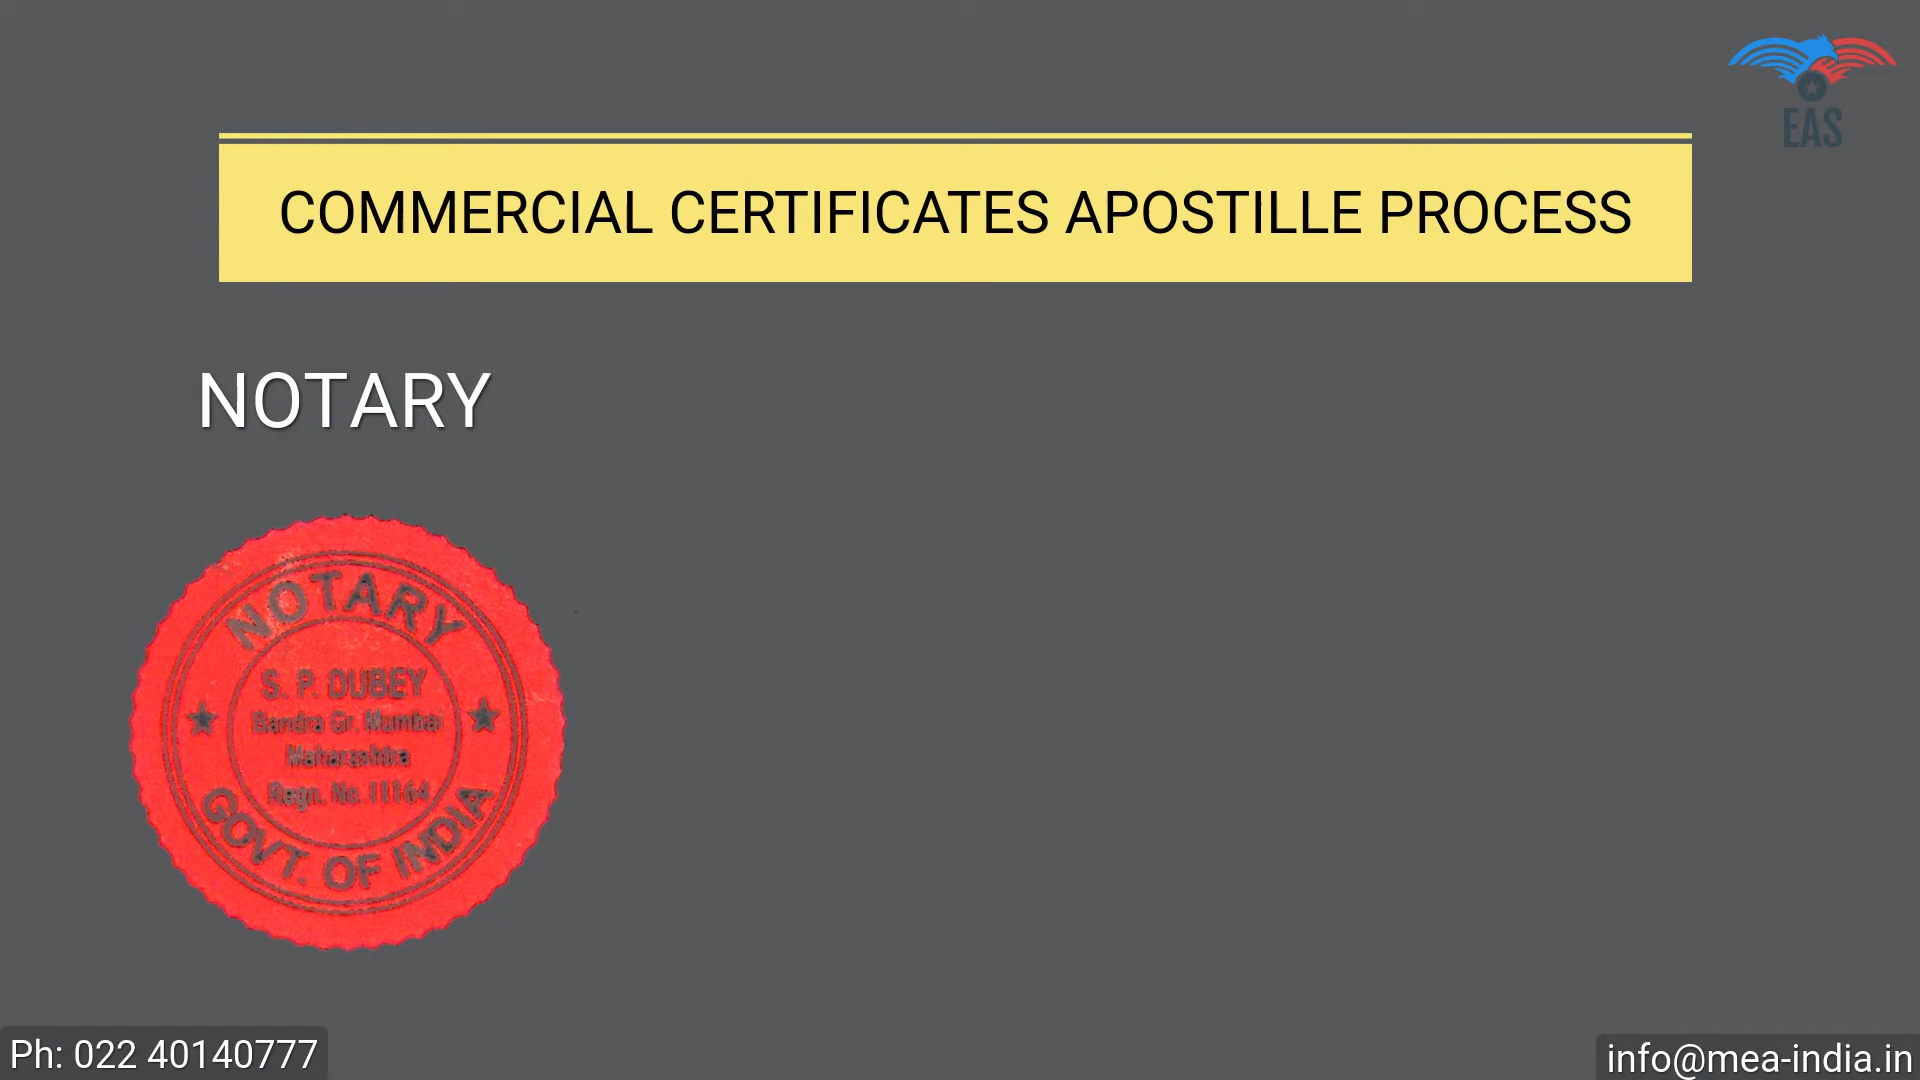 EAS
COMMERCIAL CERTIFICATES APOSTILLE PROCESS
NOTARY
NOTARY
S. P. DUBEY
Bandra Gr. Mumbai
Maharashtra
Regn. No. 11164
GOVT. OF INDIA
Ph: 022 40140777
info@mea-india.in